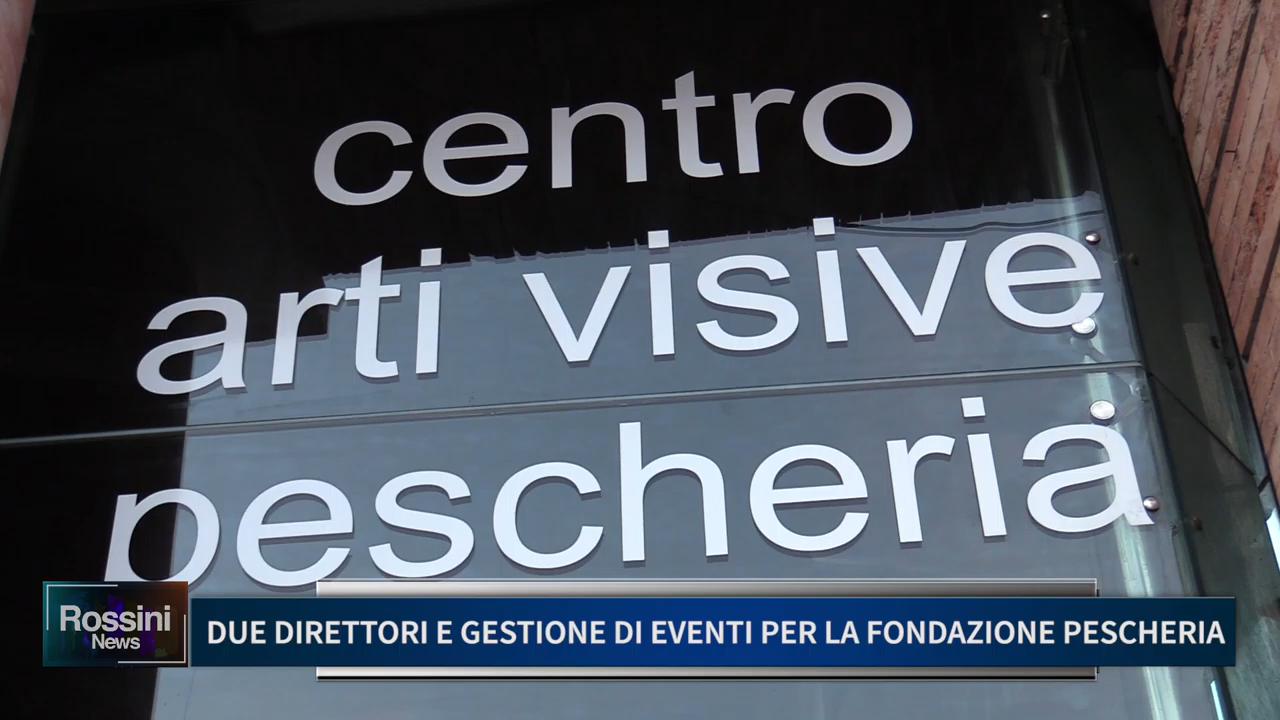 centro
arti visive
pescheria
Rossini
News
DUE DIRETTORI E GESTIONE DI EVENTI PER LA FONDAZIONE PESCHERIA